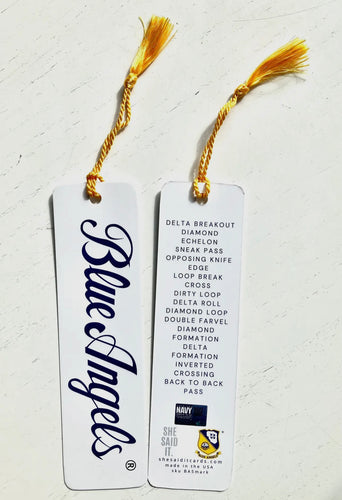 Blue Angels®
DELTA BREAKOUT
DIAMOND
ECHELON
SNEAK PASS
OPPOSING KNIFE
EDGE
LOOP BREAK
CROSS
DIRTY LOOP
DELTA ROLL
DIAMOND LOOP
DOUBLE FARVEL
DIAMOND
FORMATION
DELTA
FORMATION
INVERTED
CROSSING
BACK TO BACK
PASS
NAVY
SHE
SAID
IT.
shesaiditcards.com
made in the USA
sku BASmark